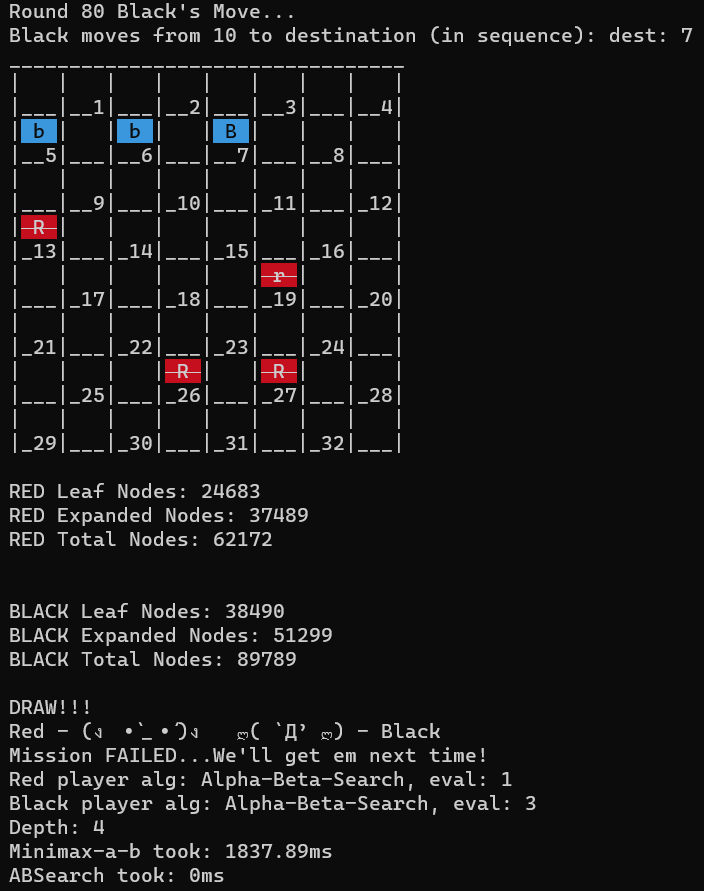 Round 80 Black's Move...
Black moves from 10 to destination (in sequence): dest: 7
_________________________________
|   |   |   |   |   |   |   |   |
|___|__1|___|__2|___|__3|___|__4|
| b |   | b |   | B |   |   |   |
|__5|___|__6|___|__7|___|__8|___|
|   |   |   |   |   |   |   |   |
|___|__9|___|_10|___|_11|___|_12|
| R |   |   |   |   |   |   |   |
|_13|___|_14|___|_15|___|_16|___|
|   |   |   |   |   | r |   |   |
|___|_17|___|_18|___|_19|___|_20|
|   |   |   |   |   |   |   |   |
|_21|___|_22|___|_23|___|_24|___|
|   |   |   | R |   | R |   |   |
|___|_25|___|_26|___|_27|___|_28|
|   |   |   |   |   |   |   |   |
|_29|___|_30|___|_31|___|_32|___|
RED Leaf Nodes: 24683
RED Expanded Nodes: 37489
RED Total Nodes: 62172
BLACK Leaf Nodes: 38490
BLACK Expanded Nodes: 51299
BLACK Total Nodes: 89789
DRAW!!!
Red - (ง •̀_•́)ง   ლ( `Д’ ლ) - Black
Mission FAILED...We'll get em next time!
Red player alg: Alpha-Beta-Search, eval: 1
Black player alg: Alpha-Beta-Search, eval: 3
Depth: 4
Minimax-a-b took: 1837.89ms
ABSearch took: 0ms